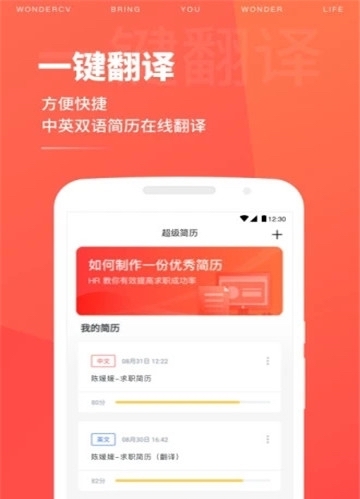 WONDERCV BRING YOU WONDER LIFE
一键翻译
一键翻译
方便快捷
中英双语简历在线翻译
12:30
超级简历
+
如何制作一份优秀简历
HR 教你有效提高求职成功率
我的简历
中文 08月31日 12:22
陈媛媛-求职简历
80分
英文 08月30日 16:42
陈媛媛-求职简历（翻译）
82分